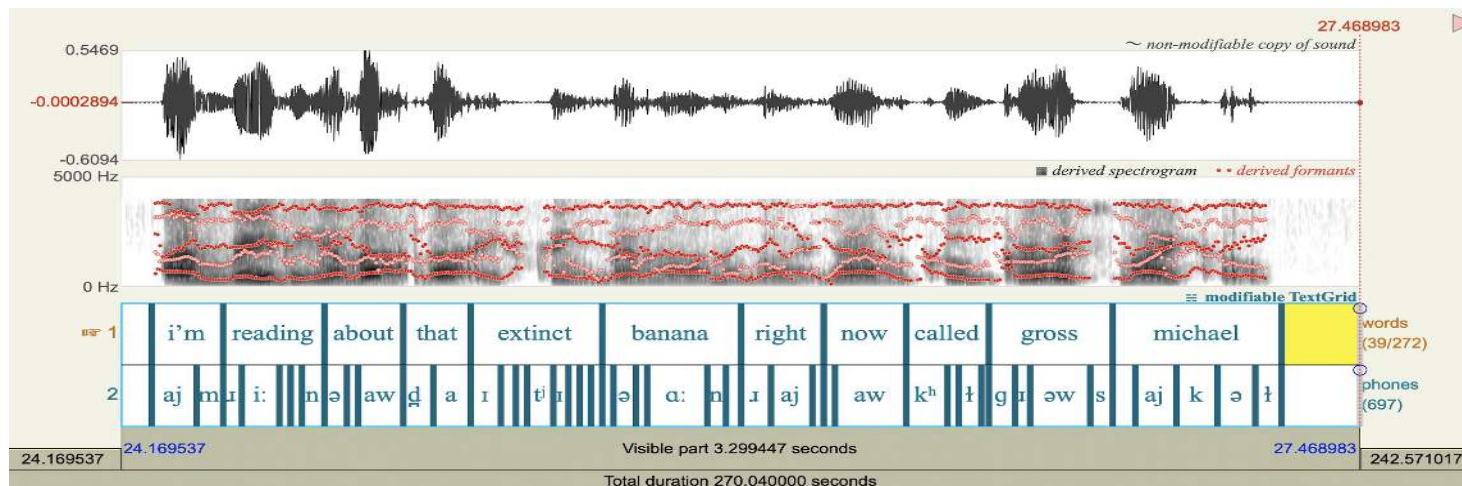 27.468983
0.5469
~ non-modifiable copy of sound
-0.0002894
-0.6094
5000 Hz
derived spectrogram •• derived formants
0 Hz
modifiable TextGrid
1 i'm reading about that extinct banana right now called gross michael words
(39/272)
2 aj m ɹ iː n ə aw d̪ a ɪ tʲ ɪ ə ɑː n ɹ aj aw kʰ ɫ ɡ ɹ əw s aj k ə ɫ phones
(697)
24.169537 24.169537 Visible part 3.299447 seconds 27.468983 242.571017
Total duration 270.040000 seconds